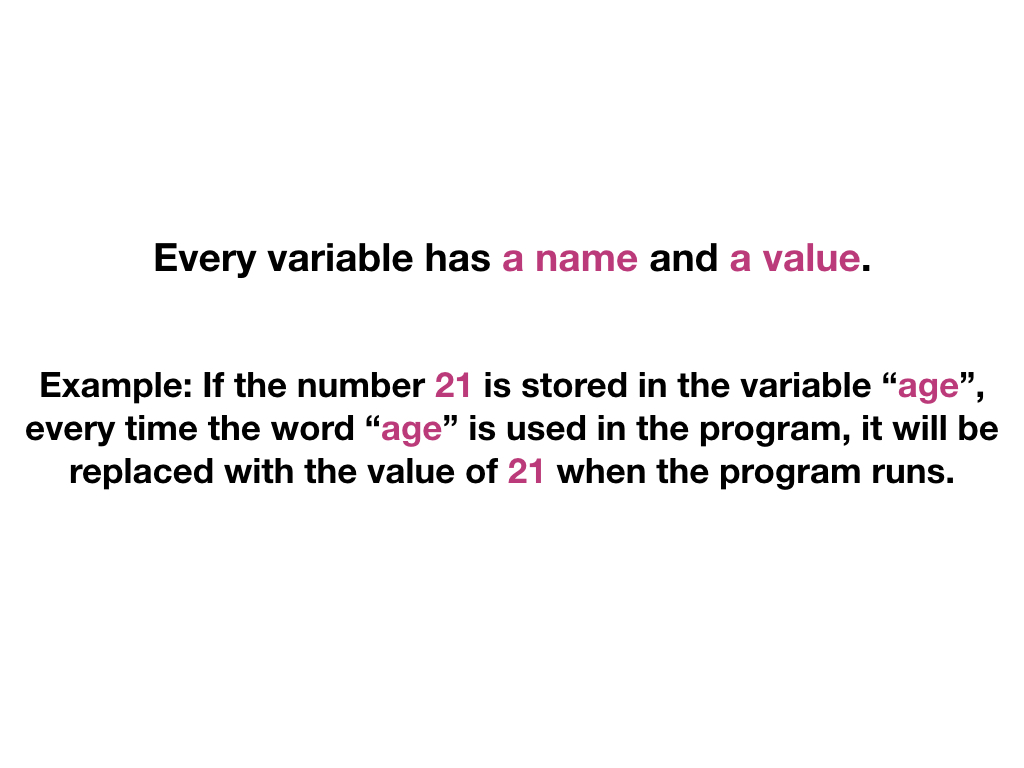 Every variable has a name and a value.
Example: If the number 21 is stored in the variable “age”,
every time the word “age” is used in the program, it will be
replaced with the value of 21 when the program runs.